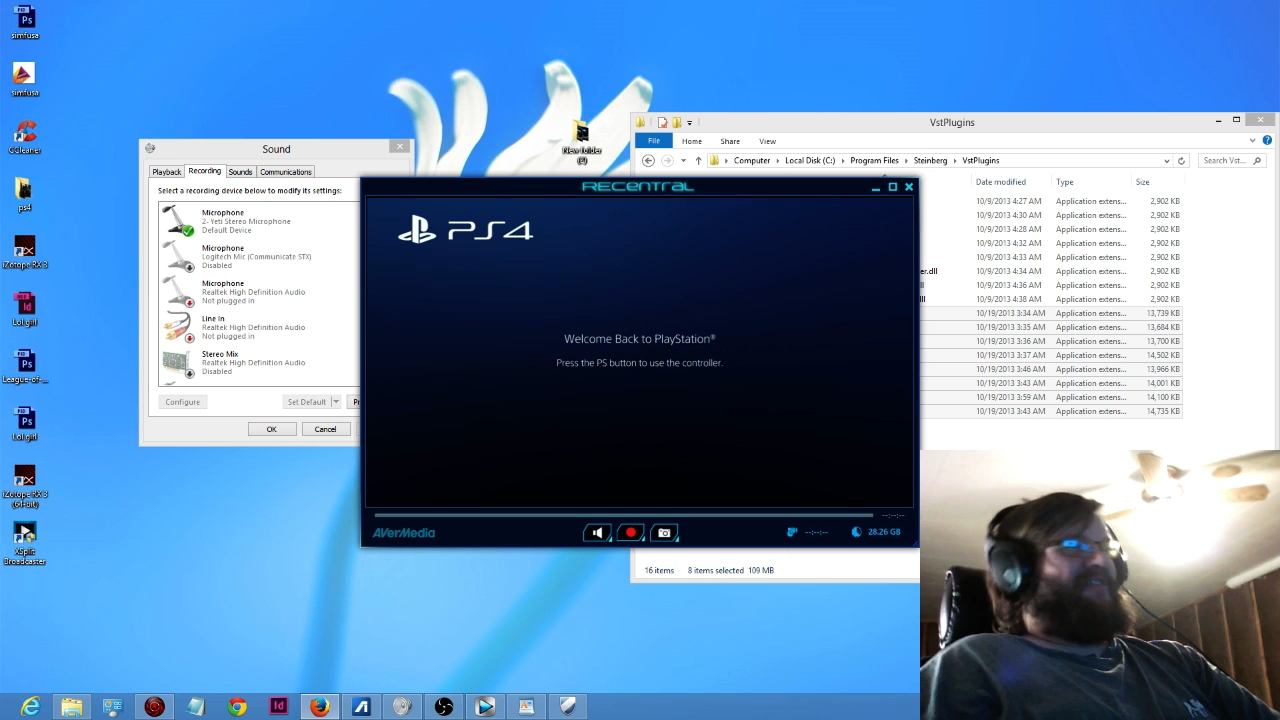 simfusa
simfusa
CCleaner
ps4
iZotope RX 3
Lol girl
League-of-...
Lol girl
iZotope RX 3
(64-bit)
XSplit
Broadcaster
New folder
Sound
Playback
Recording
Sounds
Communications
Select a recording device below to modify its settings:
Microphone
2- Yeti Stereo Microphone
Default Device
Microphone
Logitech Mic (Communicate STX)
Disabled
Microphone
Realtek High Definition Audio
Not plugged in
Line In
Realtek High Definition Audio
Not plugged in
Stereo Mix
Realtek High Definition Audio
Disabled
Configure
Set Default
Pr
OK
Cancel
RECentral
PS4
Welcome Back to PlayStation®
Press the PS button to use the controller.
--:--:--
AVerMedia
--:--:--
28.26 GB
VstPlugins
File
Home
Share
View
Computer
Local Disk (C:)
Program Files
Steinberg
VstPlugins
Search Vst...
Date modified
Type
Size
10/9/2013 4:27 AM Application extens... 2,902 KB
10/9/2013 4:30 AM Application extens... 2,902 KB
10/9/2013 4:28 AM Application extens... 2,902 KB
10/9/2013 4:32 AM Application extens... 2,902 KB
10/9/2013 4:33 AM Application extens... 2,902 KB
er.dll 10/9/2013 4:34 AM Application extens... 2,902 KB
ll 10/9/2013 4:36 AM Application extens... 2,902 KB
ll 10/9/2013 4:38 AM Application extens... 2,902 KB
10/19/2013 3:34 AM Application extens... 13,739 KB
10/19/2013 3:35 AM Application extens... 13,684 KB
10/19/2013 3:36 AM Application extens... 13,700 KB
10/19/2013 3:37 AM Application extens... 14,502 KB
10/19/2013 3:46 AM Application extens... 13,966 KB
10/19/2013 3:43 AM Application extens... 14,001 KB
10/19/2013 3:59 AM Application extens... 14,100 KB
10/19/2013 3:43 AM Application extens... 14,735 KB
16 items 8 items selected 109 MB
Id